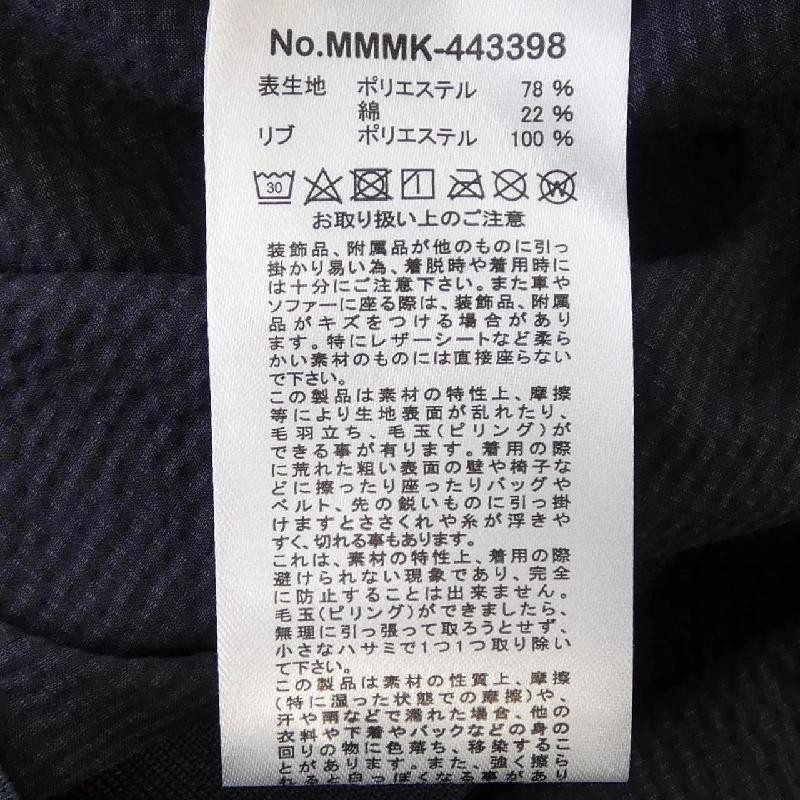 No.MMMK-443398
表生地 ポリエステル 78 %
綿 22 %
リブ ポリエステル 100 %
30
お取り扱い上のご注意
装飾品、附属品が他のものに引っ
掛かり易い為、着脱時や着用時に
は十分にご注意下さい。また車や
ソファーに座る際は、装飾品、附属
品がキズをつける場合があり
ます。特にレザーシートなど柔ら
かい素材のものには直接座らない
で下さい。
この製品は素材の特性上、摩擦
等により生地表面が乱れたり、
毛羽立ち、毛玉(ピリング)が
できる事が有ります。着用の際
に荒れた粗い表面の壁や椅子な
どに擦ったり座ったりバッグや
ベルト、先の鋭いものに引っ掛
けますとささくれや糸が浮きや
すく、切れる事もあります。
これは、素材の特性上、着用の際
避けられない現象であり、完全
に防止することは出来ません。
毛玉(ピリング)ができましたら、
無理に引っ張って取ろうとせず、
小さなハサミで1つ1つ取り除い
て下さい。
この製品は素材の性質上、摩擦
(特に湿った状態での摩擦)や、
汗や雨などで濡れた場合、他の
衣料や下着やバックなどの身の
回りの物に色落ち、移染するこ
とがあります。また、強く擦ら
れると白っぽくなる事があり